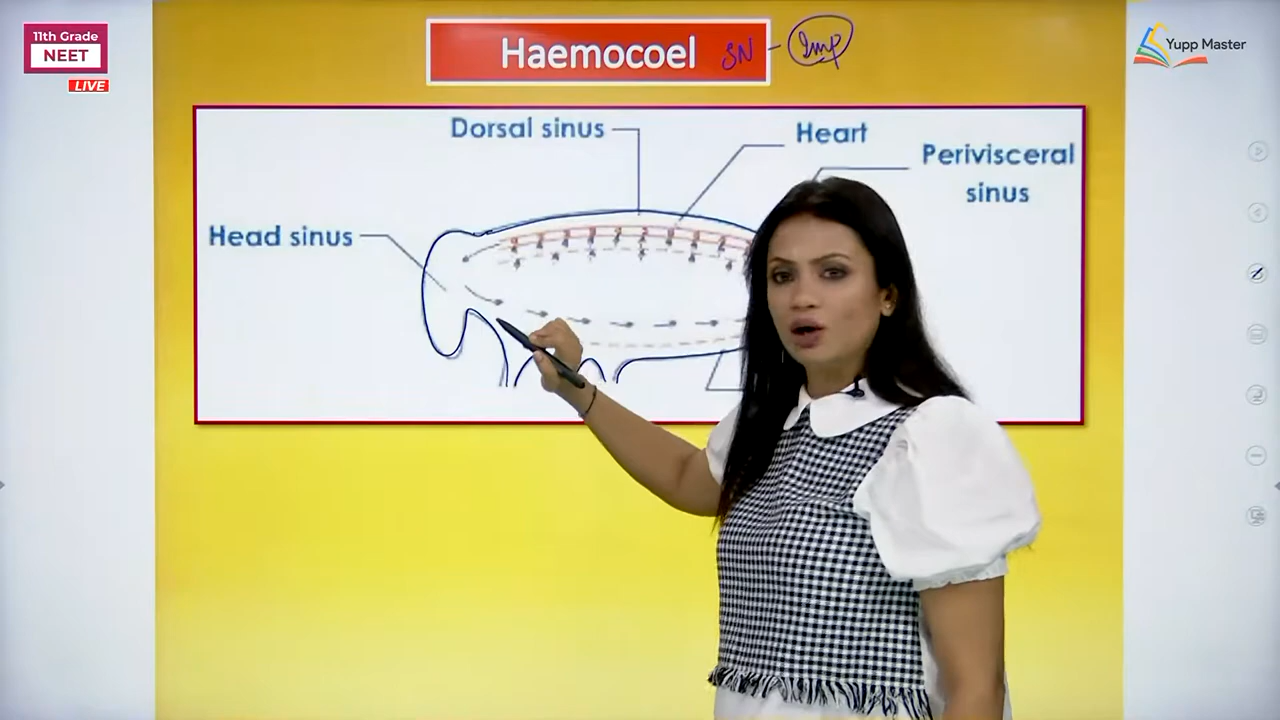 11th Grade
NEET
LIVE
Haemocoel SN - Imp
Yupp Master
Dorsal sinus
Heart
Perivisceral
sinus
Head sinus